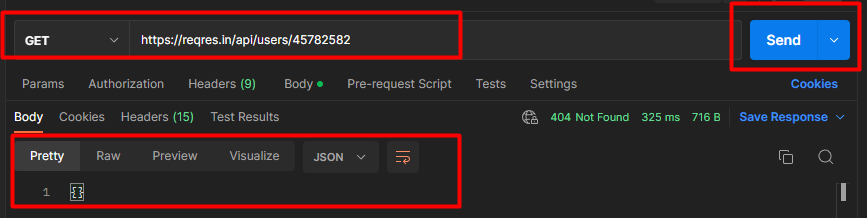 GET https://reqres.in/api/users/45782582 Send
Params Authorization Headers (9) Body Pre-request Script Tests Settings Cookies
Body Cookies Headers (15) Test Results 404 Not Found 325 ms 716 B Save Response
Pretty Raw Preview Visualize JSON
1 {}